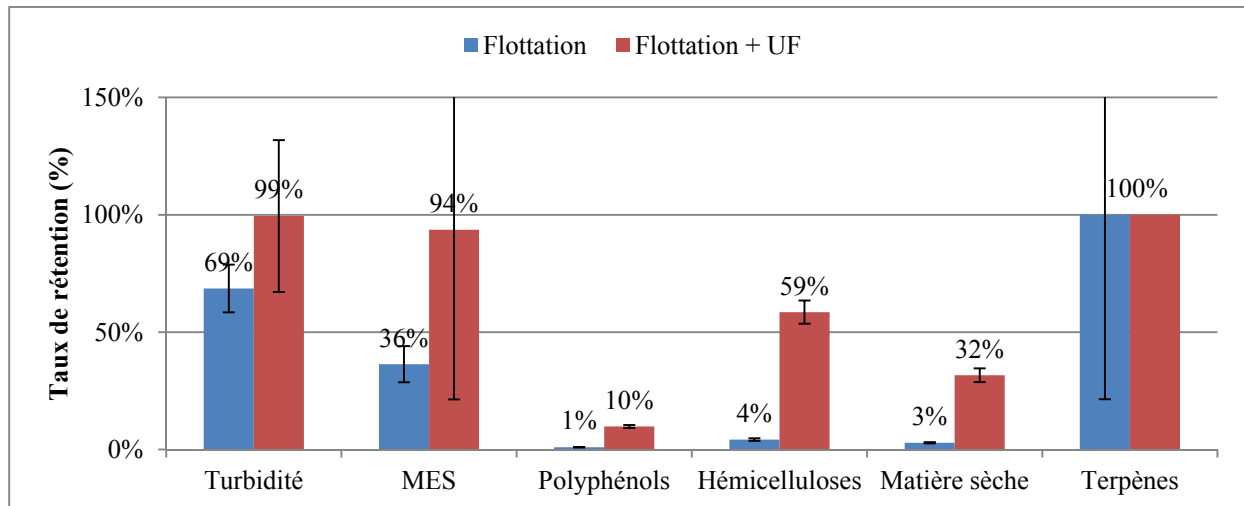 Flottation Flottation + UF
150%
100%
50%
0%
Taux de rétention (%)
69% 99% 36% 94% 1% 10% 4% 59% 3% 32% 100%
Turbidité MES Polyphénols Hémicelluloses Matière sèche Terpènes